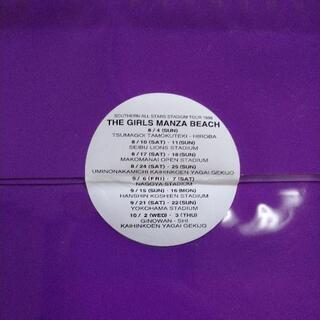 SOUTHERN ALL STARS STADIUM TOUR 1996
THE GIRLS MANZA BEACH
8 / 4 (SUN)
TSUMAGOI TAMOKUTEKI - HIROBA
8 / 10 (SAT) - 11 (SUN)
SEIBU LIONS STADIUM
8 / 17 (SAT) - 18 (SUN)
MAKOMANAI OPEN STADIUM
8 / 24 (SAT) - 25 (SUN)
UMINONAKAMICHI KAIHINKOEN YAGAI GEKIJO
9 / 6 (FRI) - 7 (SAT)
NAGOYA STADIUM
9 / 15 (SUN) - 16 (MON)
HANSHIN KOSHIEN STADIUM
9 / 21 (SAT) - 22 (SUN)
YOKOHAMA STADIUM
10 / 2 (WED) - 3 (THU)
GINOWAN - SHI
KAIHINKOEN YAGAI GEKIJO